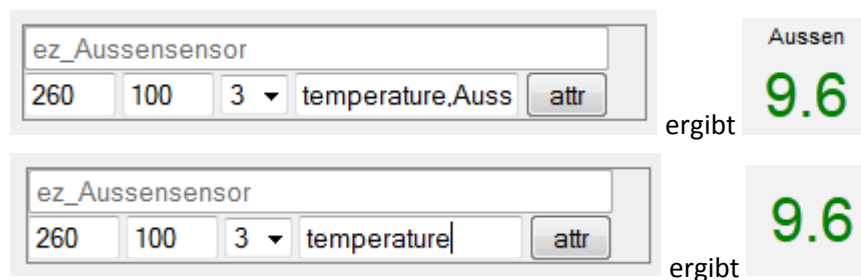 ez_Aussensensor
260 100 3 temperature,Auss attr
ergibt
Aussen
9.6
ez_Aussensensor
260 100 3 temperature attr
ergibt
9.6